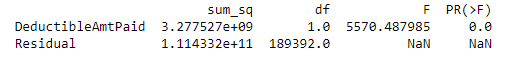 sum_sq df F PR(>F)
DeductibleAmtPaid 3.277527e+09 1.0 5570.487985 0.0
Residual 1.114332e+11 189392.0 NaN NaN